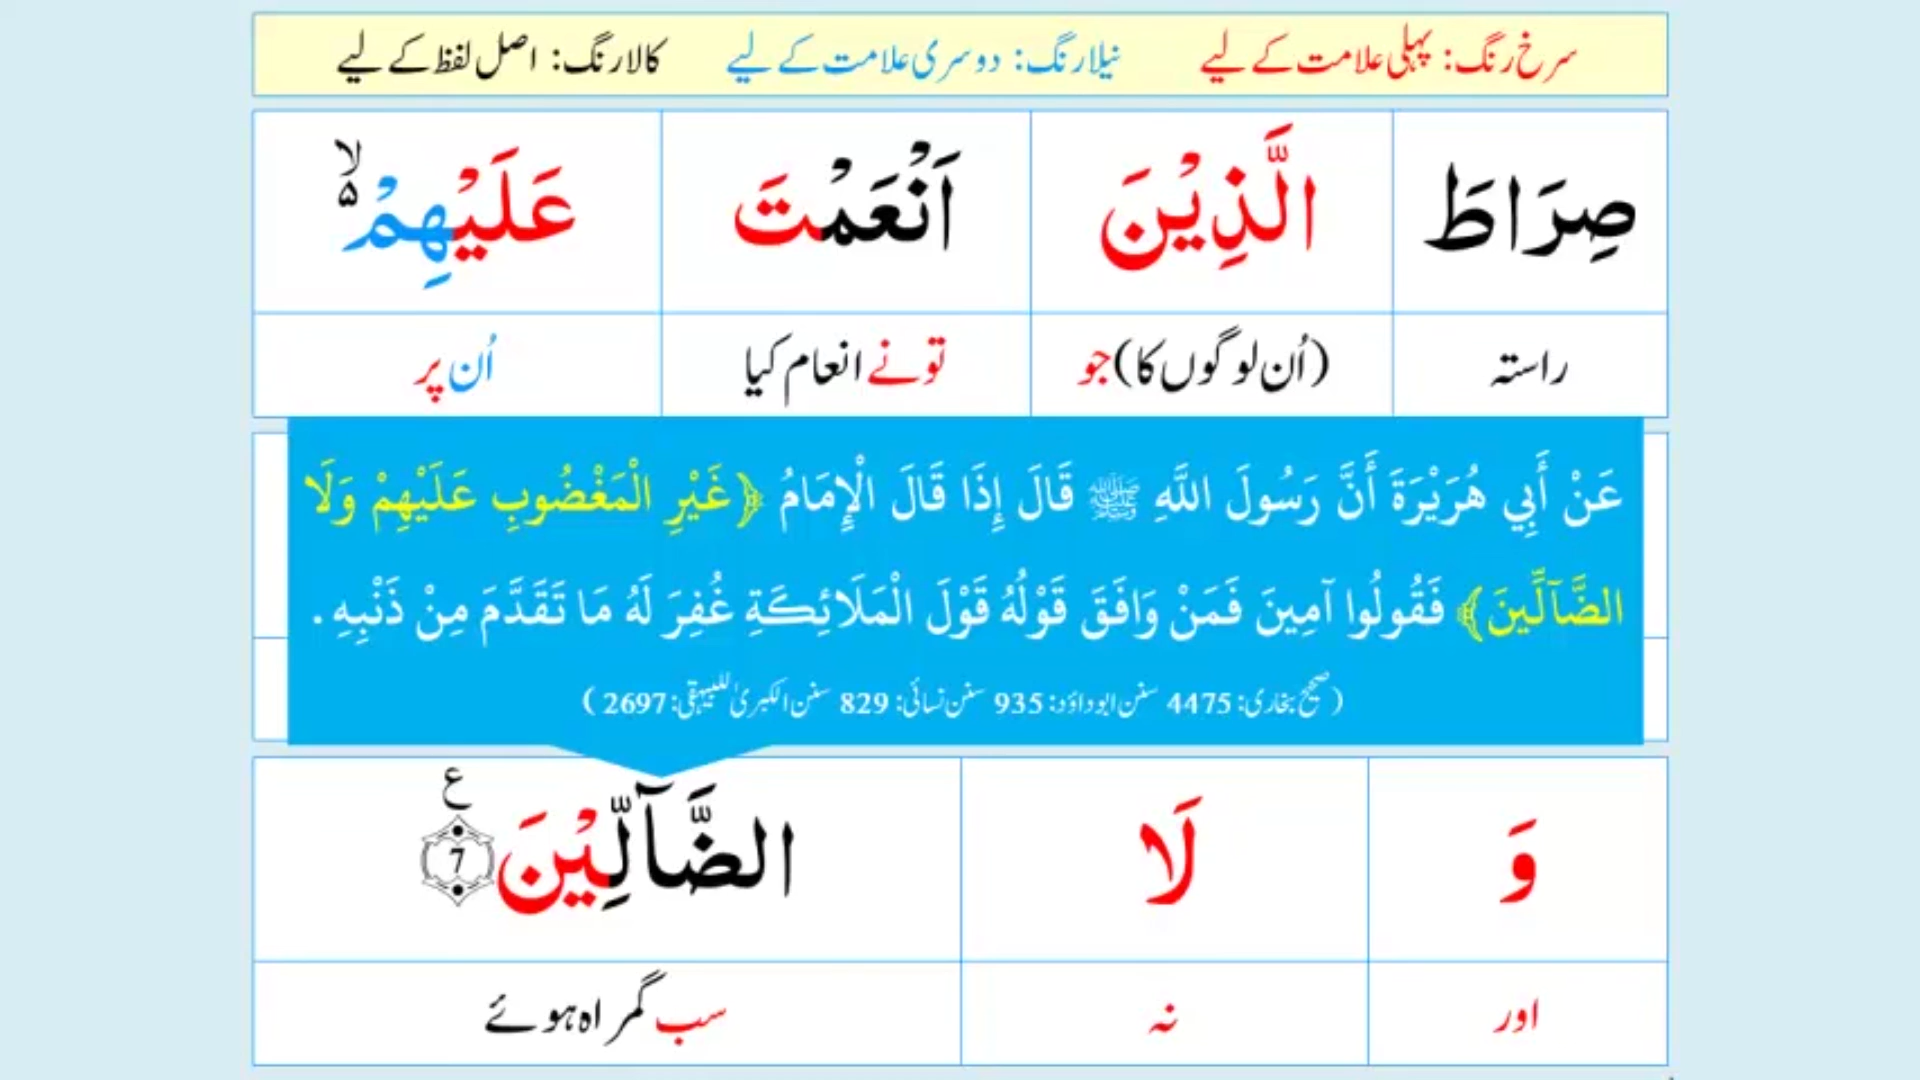 سرخ رنگ: پہلی علامت کے لیے نیلا رنگ: دوسری علامت کے لیے کالا رنگ: اصل لفظ کے لیے
صِرَاطَ الَّذِيْنَ اَنْعَمْتَ عَلَيْهِمْ ۙ۵
راستہ (اُن لوگوں کا) جو تو نے انعام کیا اُن پر
عَنْ أَبِي هُرَيْرَةَ أَنَّ رَسُولَ اللَّهِ ﷺ قَالَ إِذَا قَالَ الْإِمَامُ ﴿غَيْرِ الْمَغْضُوبِ عَلَيْهِمْ وَلَا
الضَّآلِّينَ﴾ فَقُولُوا آمِينَ فَمَنْ وَافَقَ قَوْلُهُ قَوْلَ الْمَلَائِكَةِ غُفِرَ لَهُ مَا تَقَدَّمَ مِنْ ذَنْبِهِ.
(صحیح بخاری: 4475 سنن ابوداؤد: 935 سنن نسائی: 829 سنن الکبریٰ للبیہقی: 2697)
وَ لَا الضَّآلِّيْنَ 7 ع
اور نہ سب گمراہ ہوئے